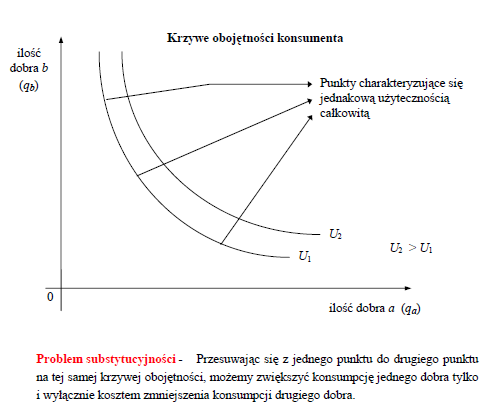 Krzywe obojętności konsumenta
ilość
dobra b
(qb)
Punkty charakteryzujące się
jednakową użytecznością
całkowitą
U2
U2 > U1
U1
0
ilość dobra a (qa)
Problem substytucyjności - Przesuwając się z jednego punktu do drugiego punktu
na tej samej krzywej obojętności, możemy zwiększyć konsumpcję jednego dobra tylko
i wyłącznie kosztem zmniejszenia konsumpcji drugiego dobra.